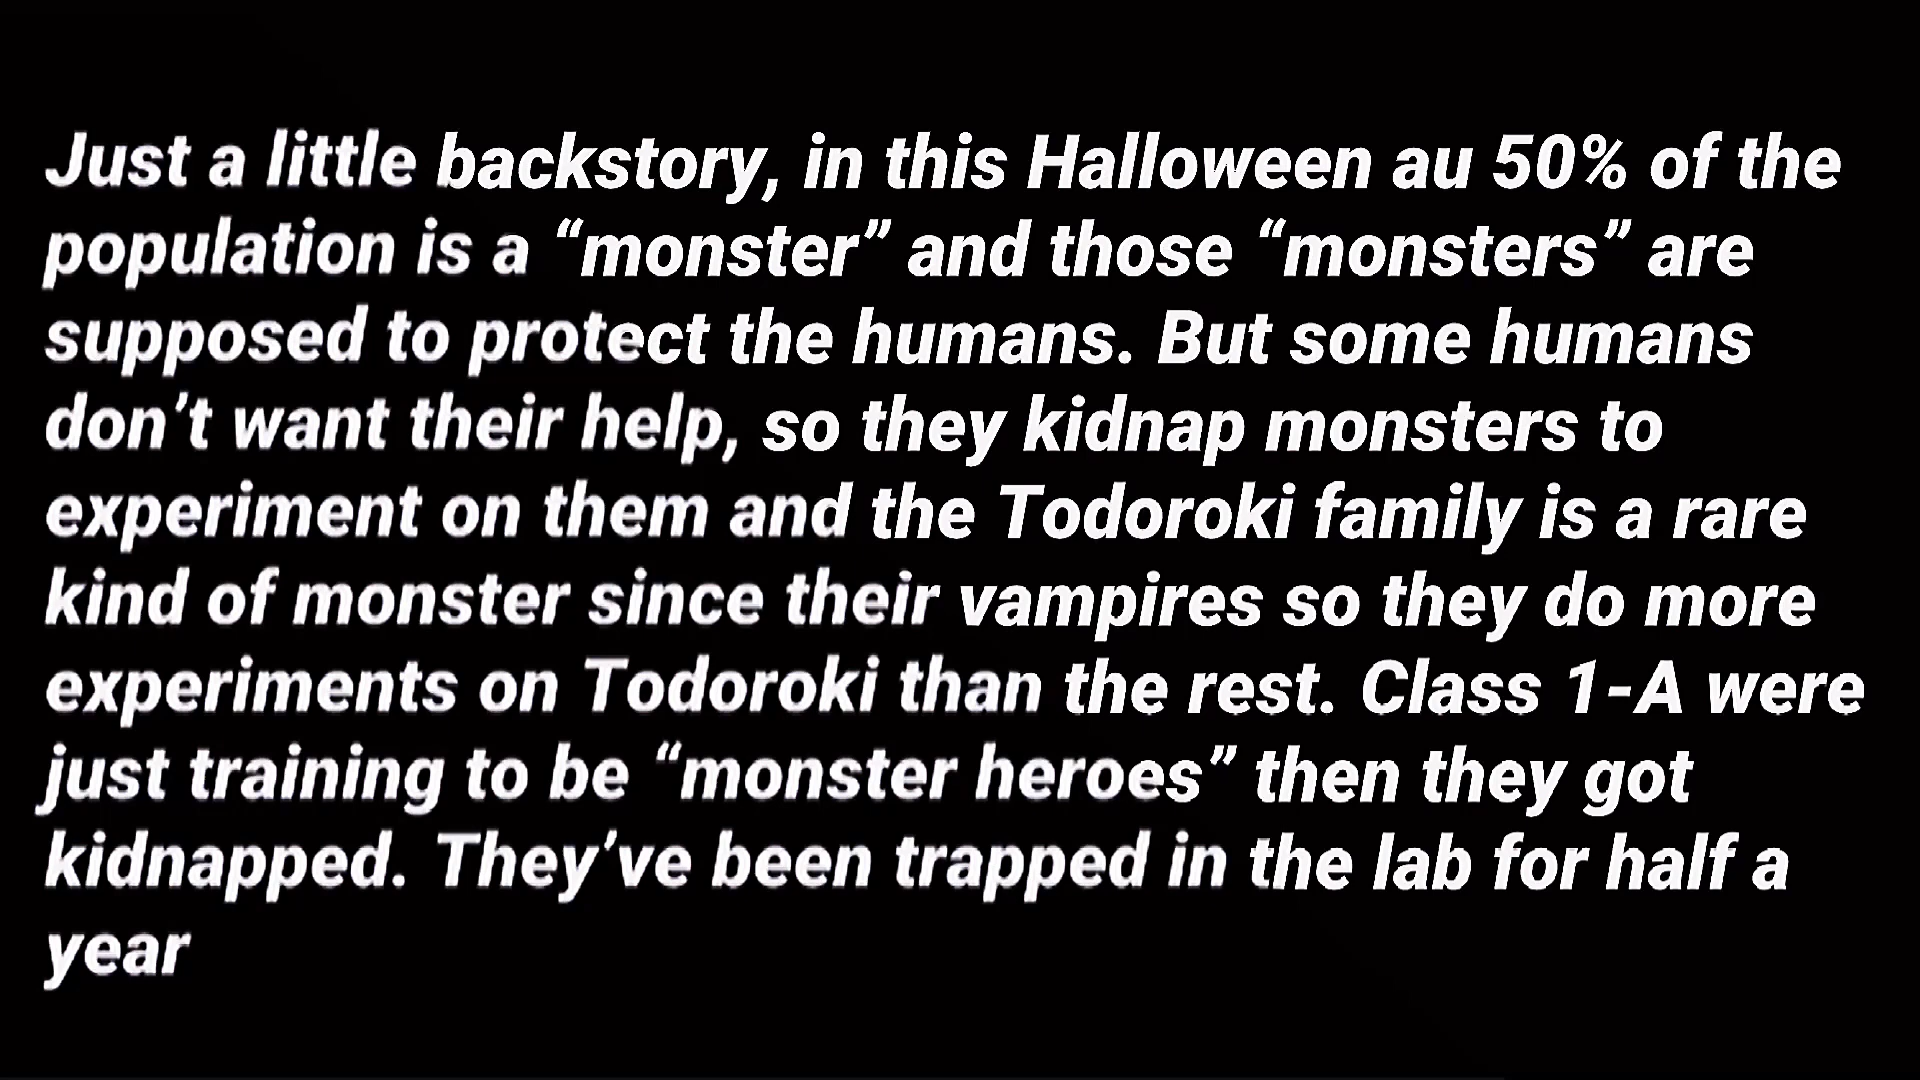 Just a little backstory, in this Halloween au 50% of the
population is a “monster” and those “monsters” are
supposed to protect the humans. But some humans
don’t want their help, so they kidnap monsters to
experiment on them and the Todoroki family is a rare
kind of monster since their vampires so they do more
experiments on Todoroki than the rest. Class 1-A were
just training to be “monster heroes” then they got
kidnapped. They’ve been trapped in the lab for half a
year